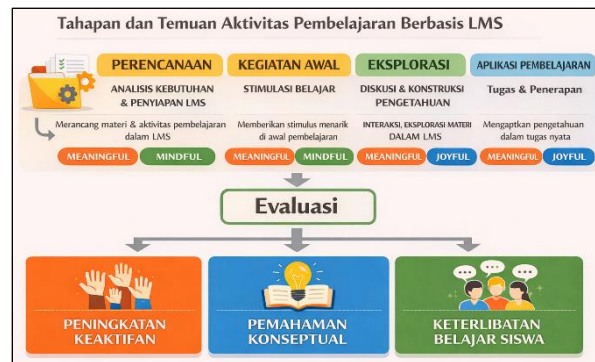 Tahapan dan Temuan Aktivitas Pembelajaran Berbasis LMS
PERENCANAAN
ANALISIS KEBUTUHAN
& PENYIAPAN LMS
Merancang materi & aktivitas pembelajaran
dalam LMS
MEANINGFUL MINDFUL
KEGIATAN AWAL
STIMULASI BELAJAR
Memberikan stimulus menarik
di awal pembelajaran
MEANINGFUL MINDFUL
EKSPLORASI
DISKUSI & KONSTRUKSI
PENGETAHUAN
INTERAKSI, EKSPLORASI MATERI
DALAM LMS
MEANINGFUL JOYFUL
APLIKASI PEMBELAJARAN
Tugas & Penerapan
Mengaptkan pengetahuan
dalam tugas nyata
MEANINGFUL JOYFUL
Evaluasi
PENINGKATAN
KEAKTIFAN
PEMAHAMAN
KONSEPTUAL
KETERLIBATAN
BELAJAR SISWA